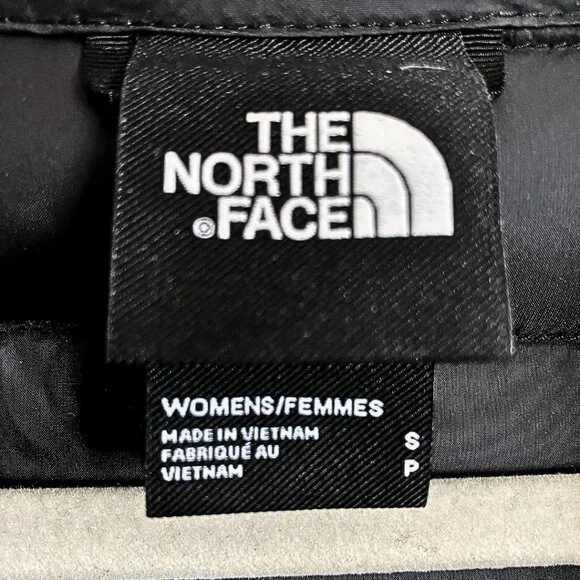 THE
NORTH
©FACE
WOMENS/FEMMES
MADE IN VIETNAM
FABRIQUÉ AU
VIETNAM
S
P